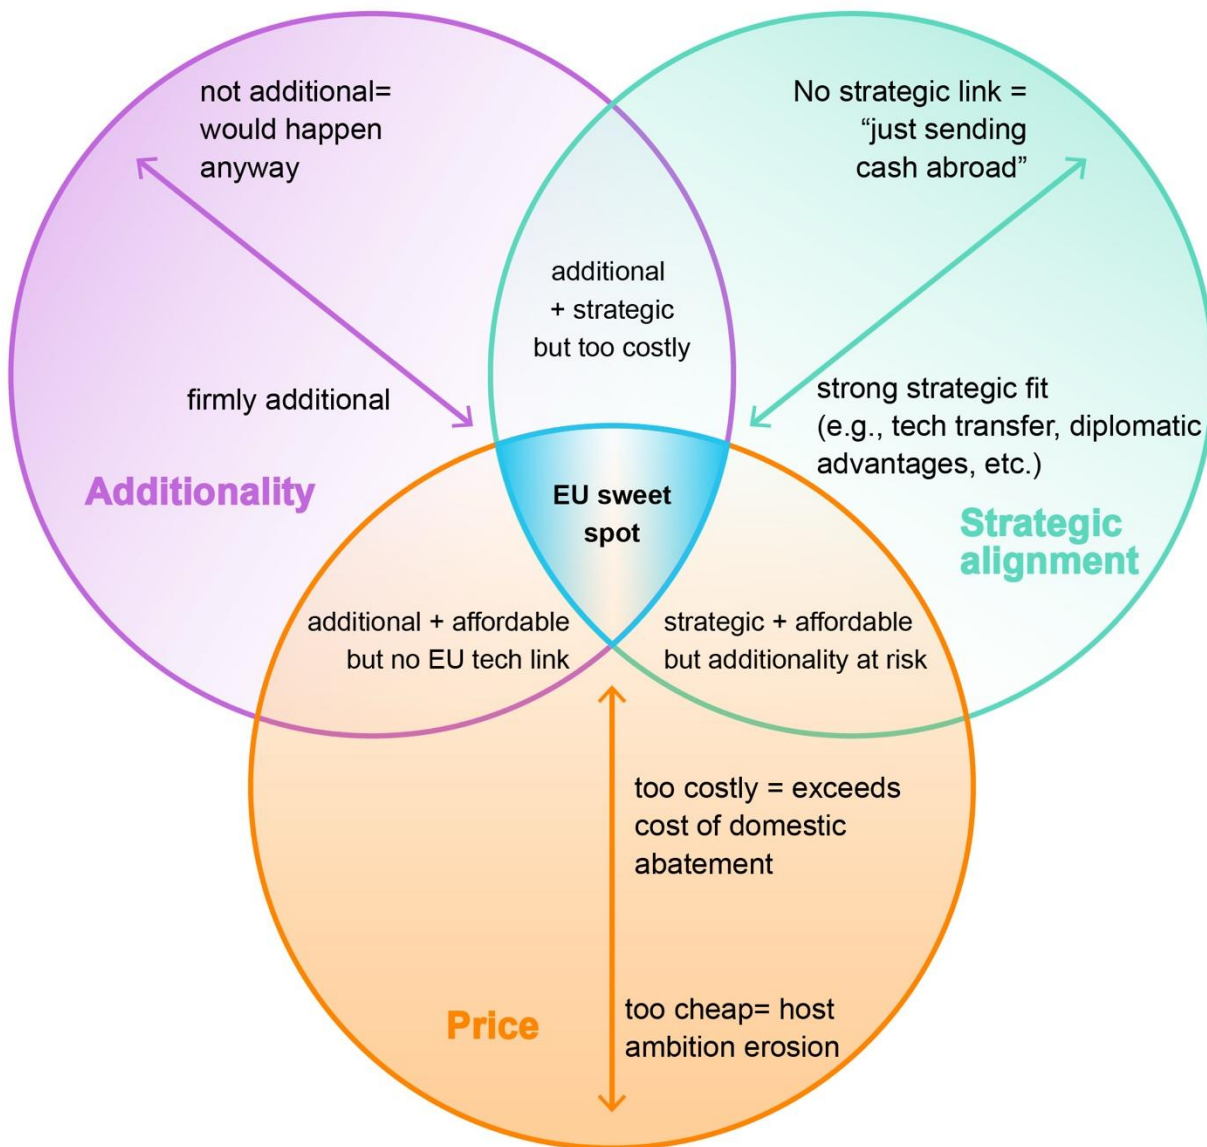 not additional=
would happen
anyway
No strategic link =
“just sending
cash abroad”
additional
+ strategic
but too costly
firmly additional
strong strategic fit
(e.g., tech transfer, diplomatic
advantages, etc.)
Additionality
EU sweet
spot
Strategic
alignment
additional + affordable
but no EU tech link
strategic + affordable
but additionality at risk
too costly = exceeds
cost of domestic
abatement
Price
too cheap= host
ambition erosion